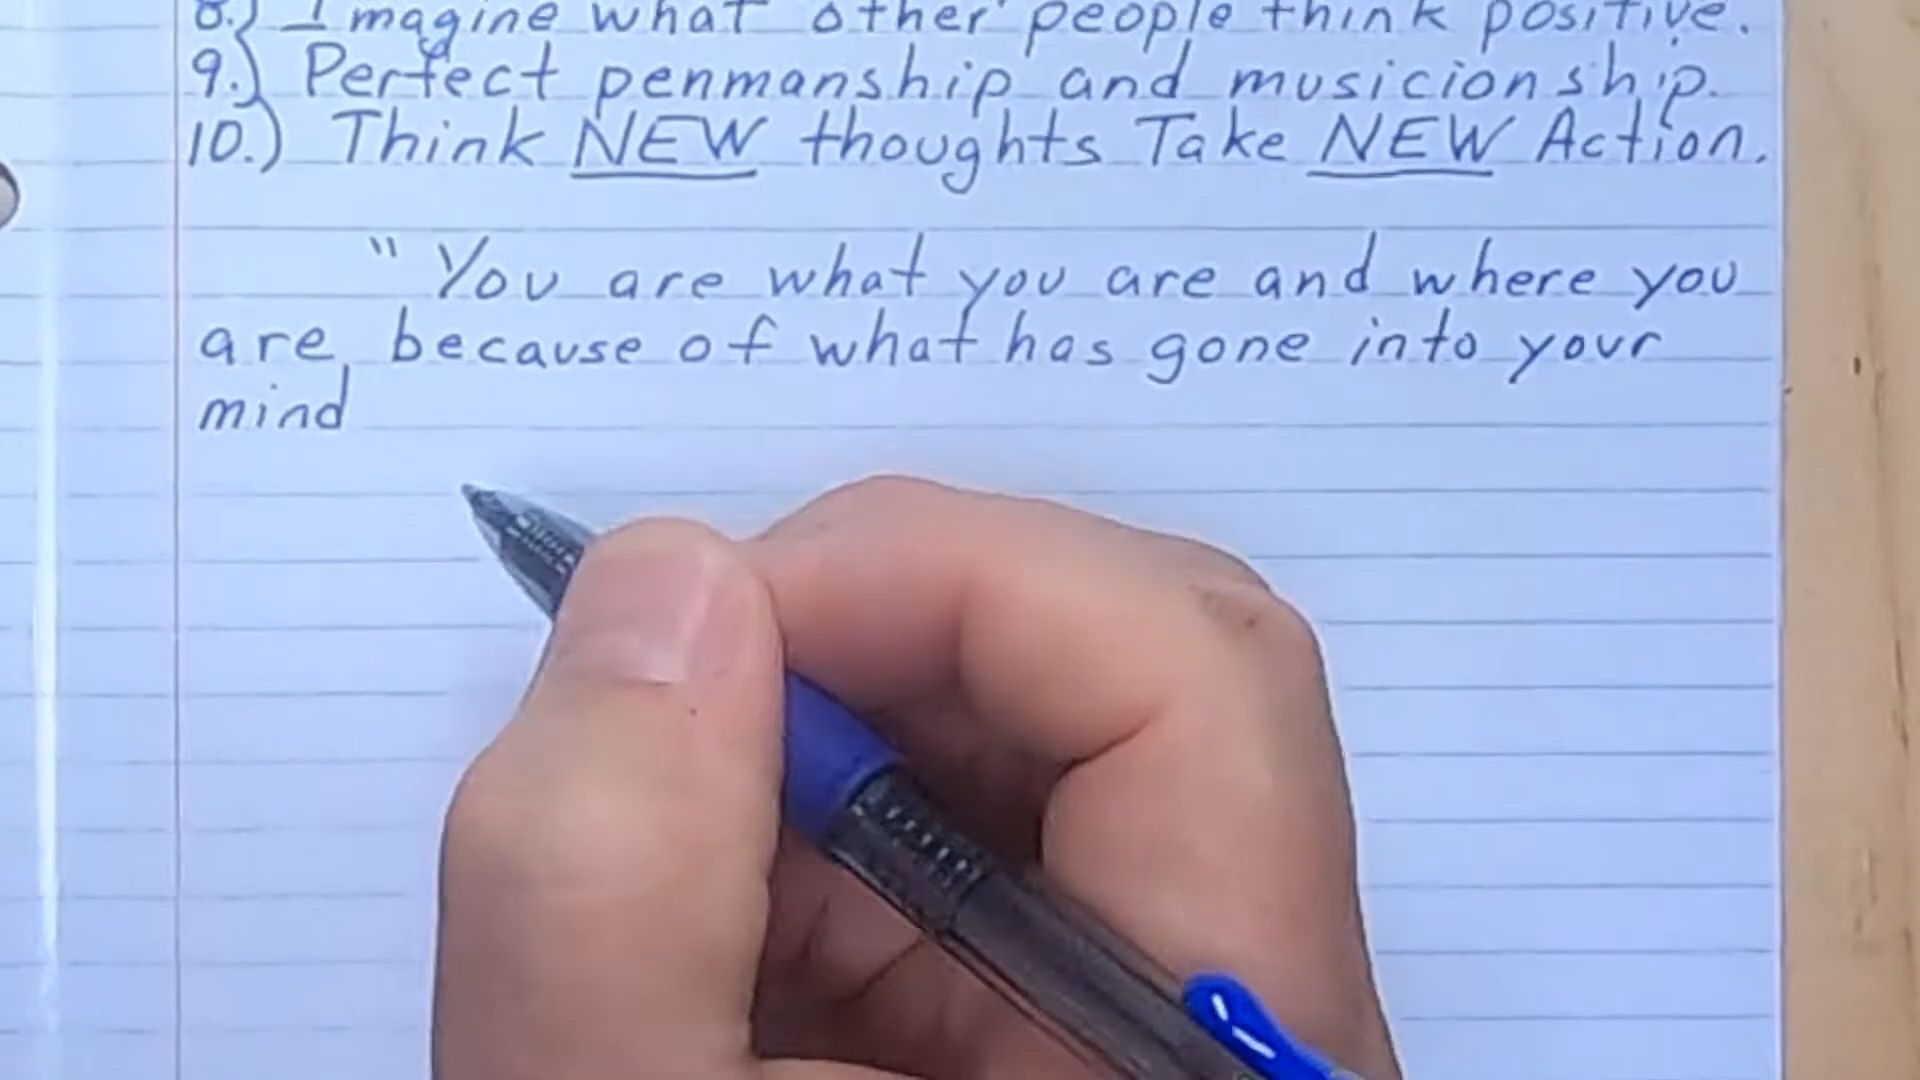 8.) Imagine what other people think positive.
9.) Perfect penmanship and musicionship.
10.) Think NEW thoughts Take NEW Action.
"You are what you are and where you
are, because of what has gone into your
mind